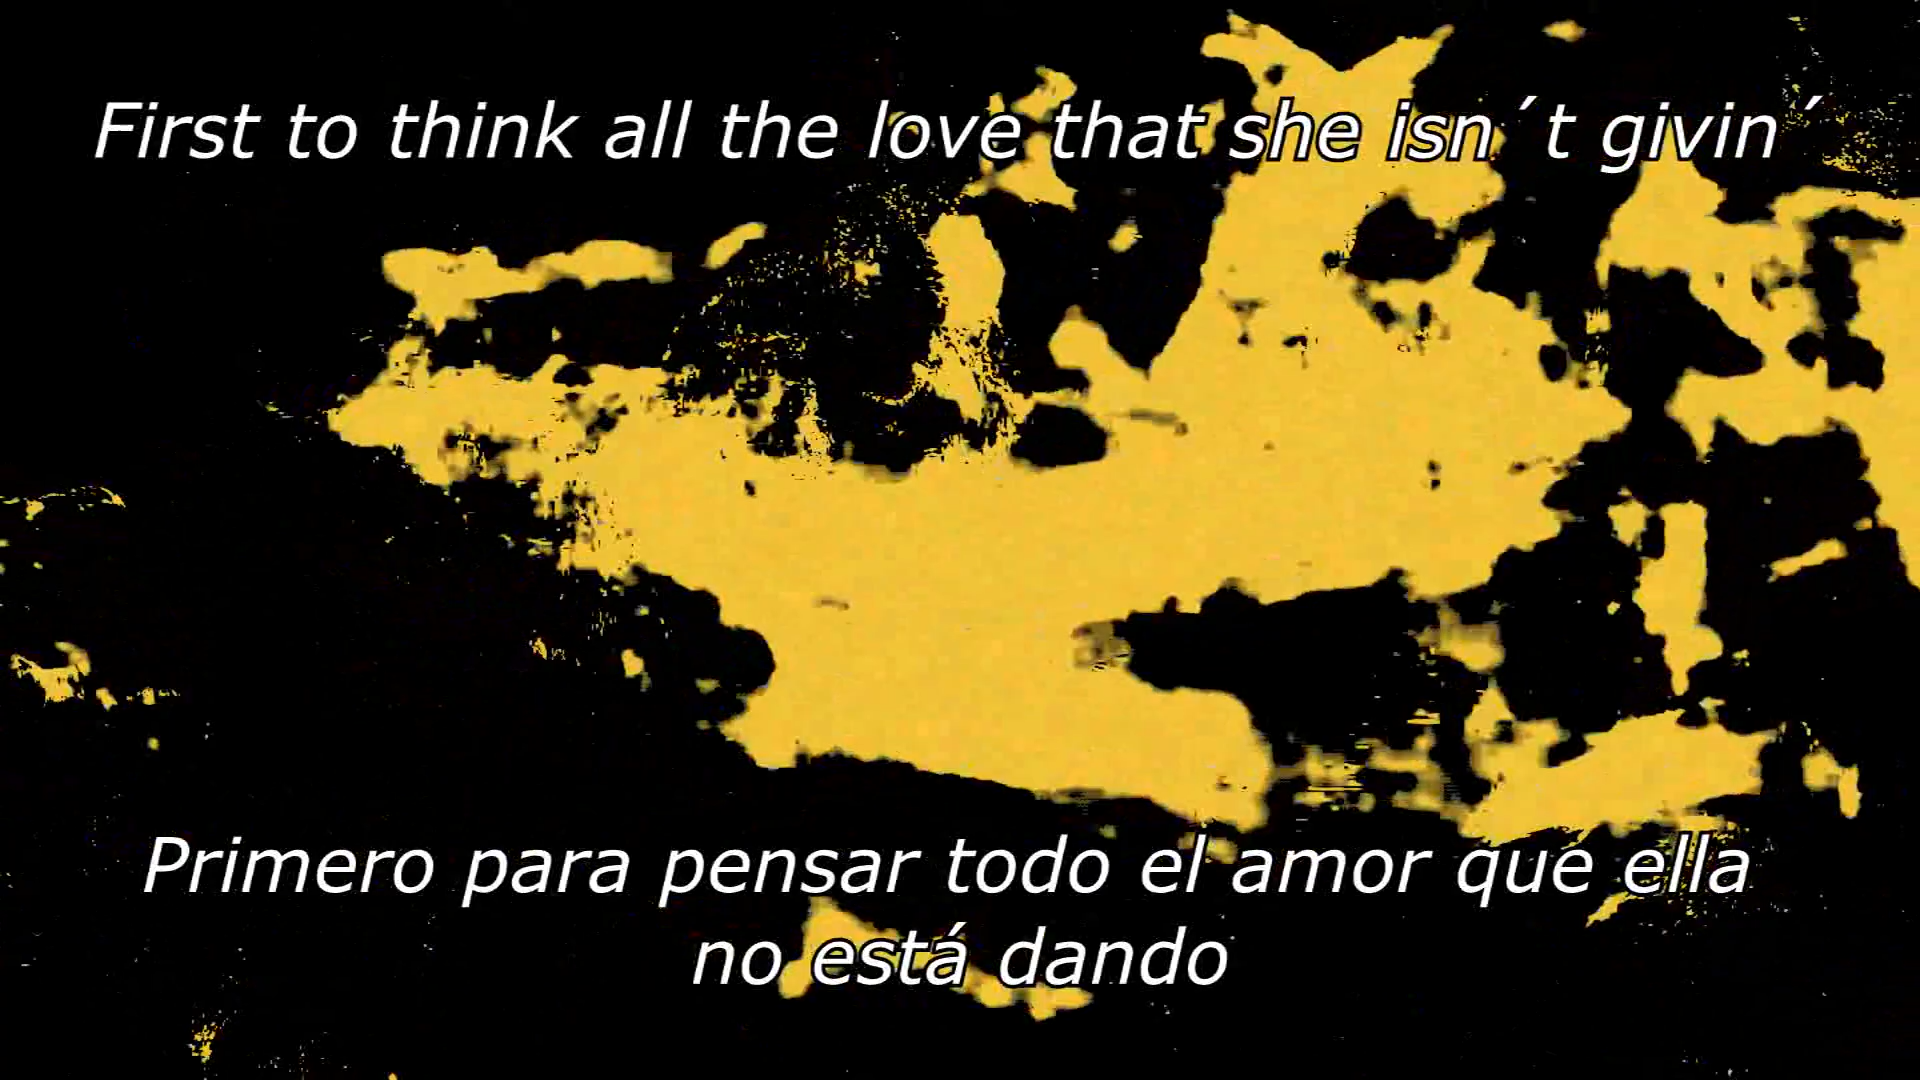 First to think all the love that she isn´t givin´
Primero para pensar todo el amor que ella
no está dando